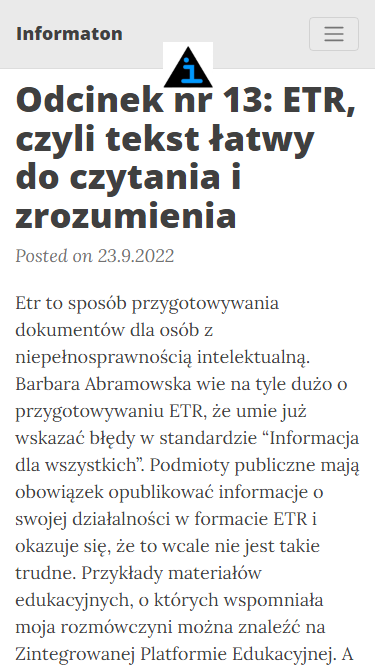 Informaton
Odcinek nr 13: ETR,
czyli tekst łatwy
do czytania i
zrozumienia
Posted on 23.9.2022
Etr to sposób przygotowywania
dokumentów dla osób z
niepełnosprawnością intelektualną.
Barbara Abramowska wie na tyle dużo o
przygotowywaniu ETR, że umie już
wskazać błędy w standardzie “Informacja
dla wszystkich”. Podmioty publiczne mają
obowiązek opublikować informacje o
swojej działalności w formacie ETR i
okazuje się, że to wcale nie jest takie
trudne. Przykłady materiałów
edukacyjnych, o których wspomniała
moja rozmówczyni można znaleźć na
Zintegrowanej Platformie Edukacyjnej. A